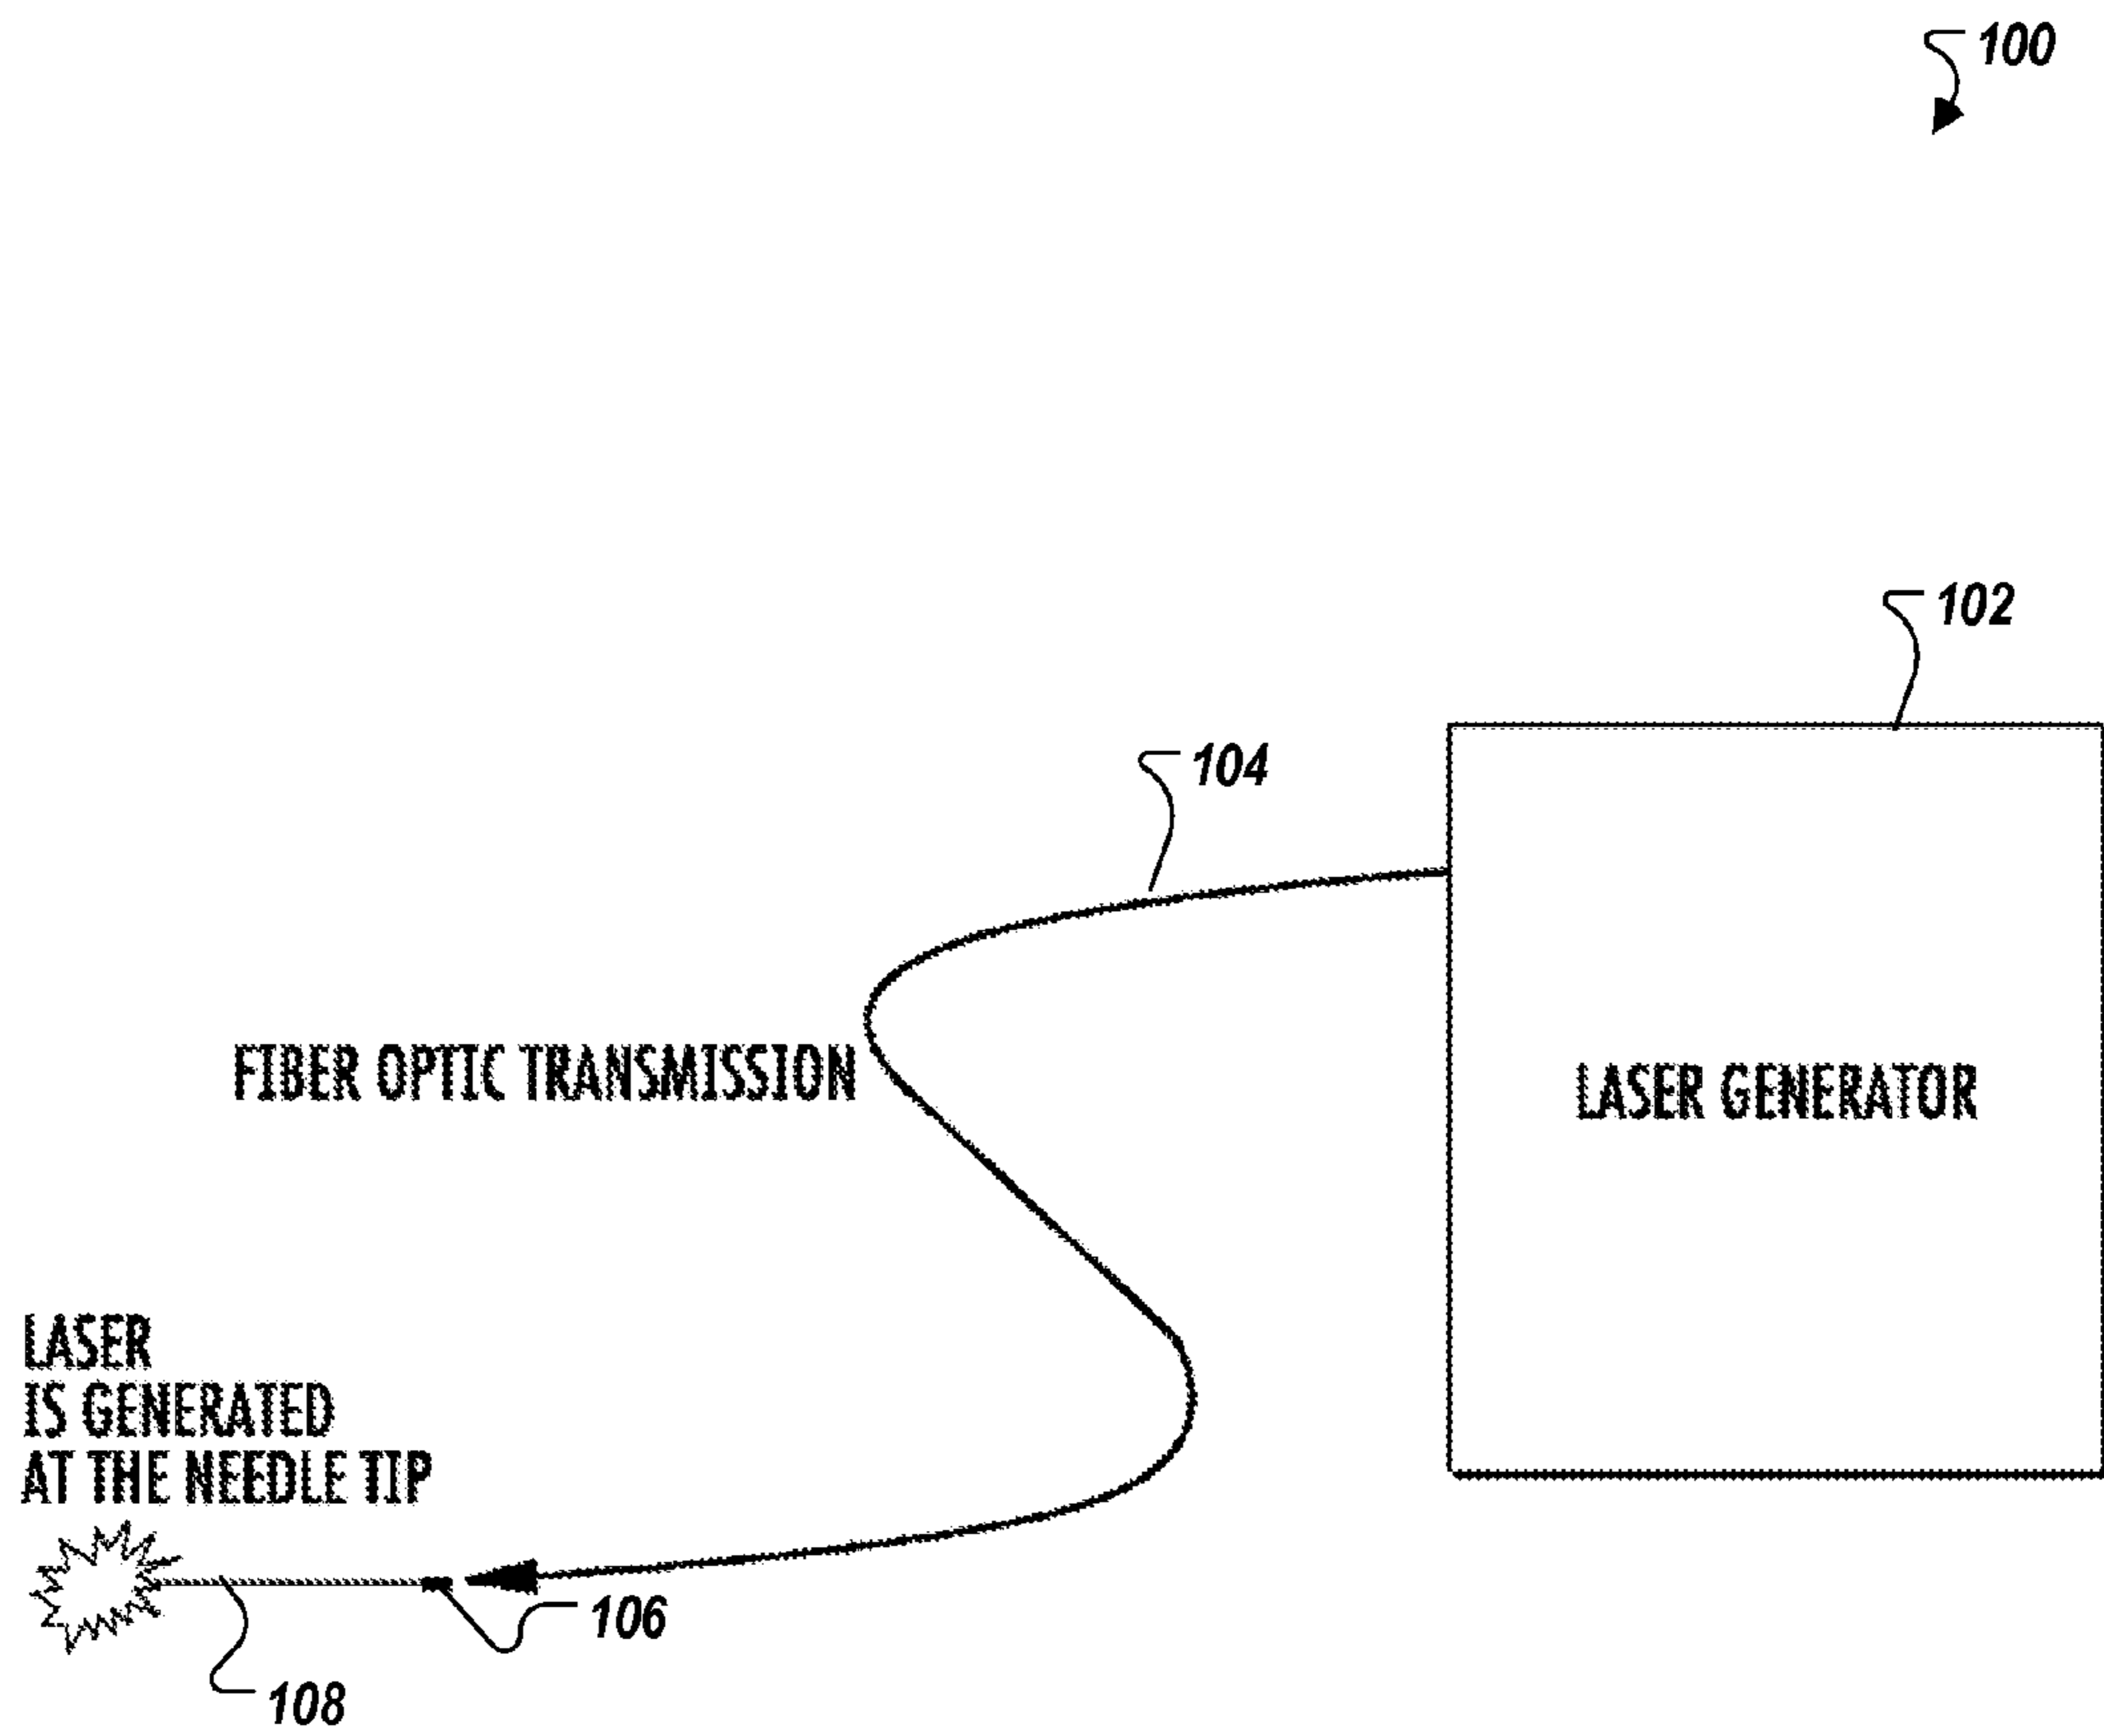 100
102
104
FIBER OPTIC TRANSMISSION
LASER GENERATOR
LASER
IS GENERATED
AT THE NEEDLE TIP
106
108